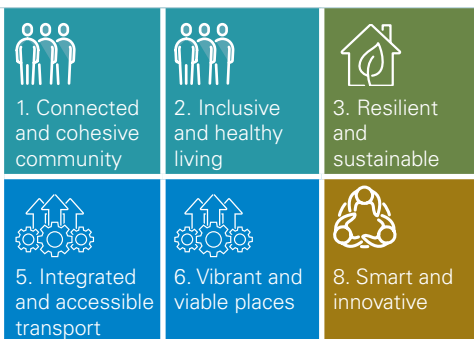 1. Connected
and cohesive
community
2. Inclusive
and healthy
living
3. Resilient
and
sustainable
5. Integrated
and accessible
transport
6. Vibrant and
viable places
8. Smart and
innovative